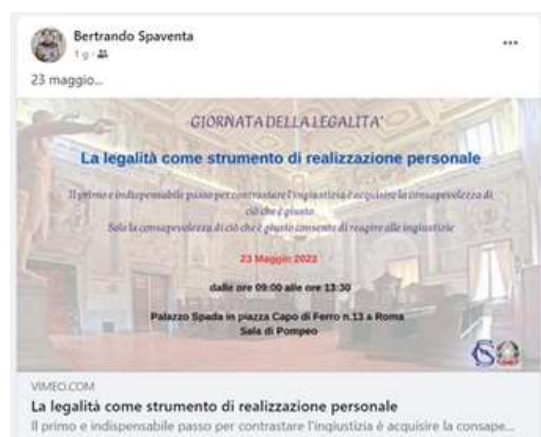 Bertrando Spaventa
1 g ·
23 maggio...
GIORNATA DELLA LEGALITA'
La legalità come strumento di realizzazione personale
Il primo e indispensabile passo per contrastare l'ingiustizia è acquisire la consapevolezza di
ciò che è giusto.
Solo la consapevolezza di ciò che è giusto consente di reagire alle ingiustizie
23 Maggio 2023
dalle ore 09:00 alle ore 13:30
Palazzo Spada in piazza Capo di Ferro n.13 a Roma
Sala di Pompeo
VIMEO.COM
La legalità come strumento di realizzazione personale
Il primo e indispensabile passo per contrastare l'ingiustizia è acquisire la consape...